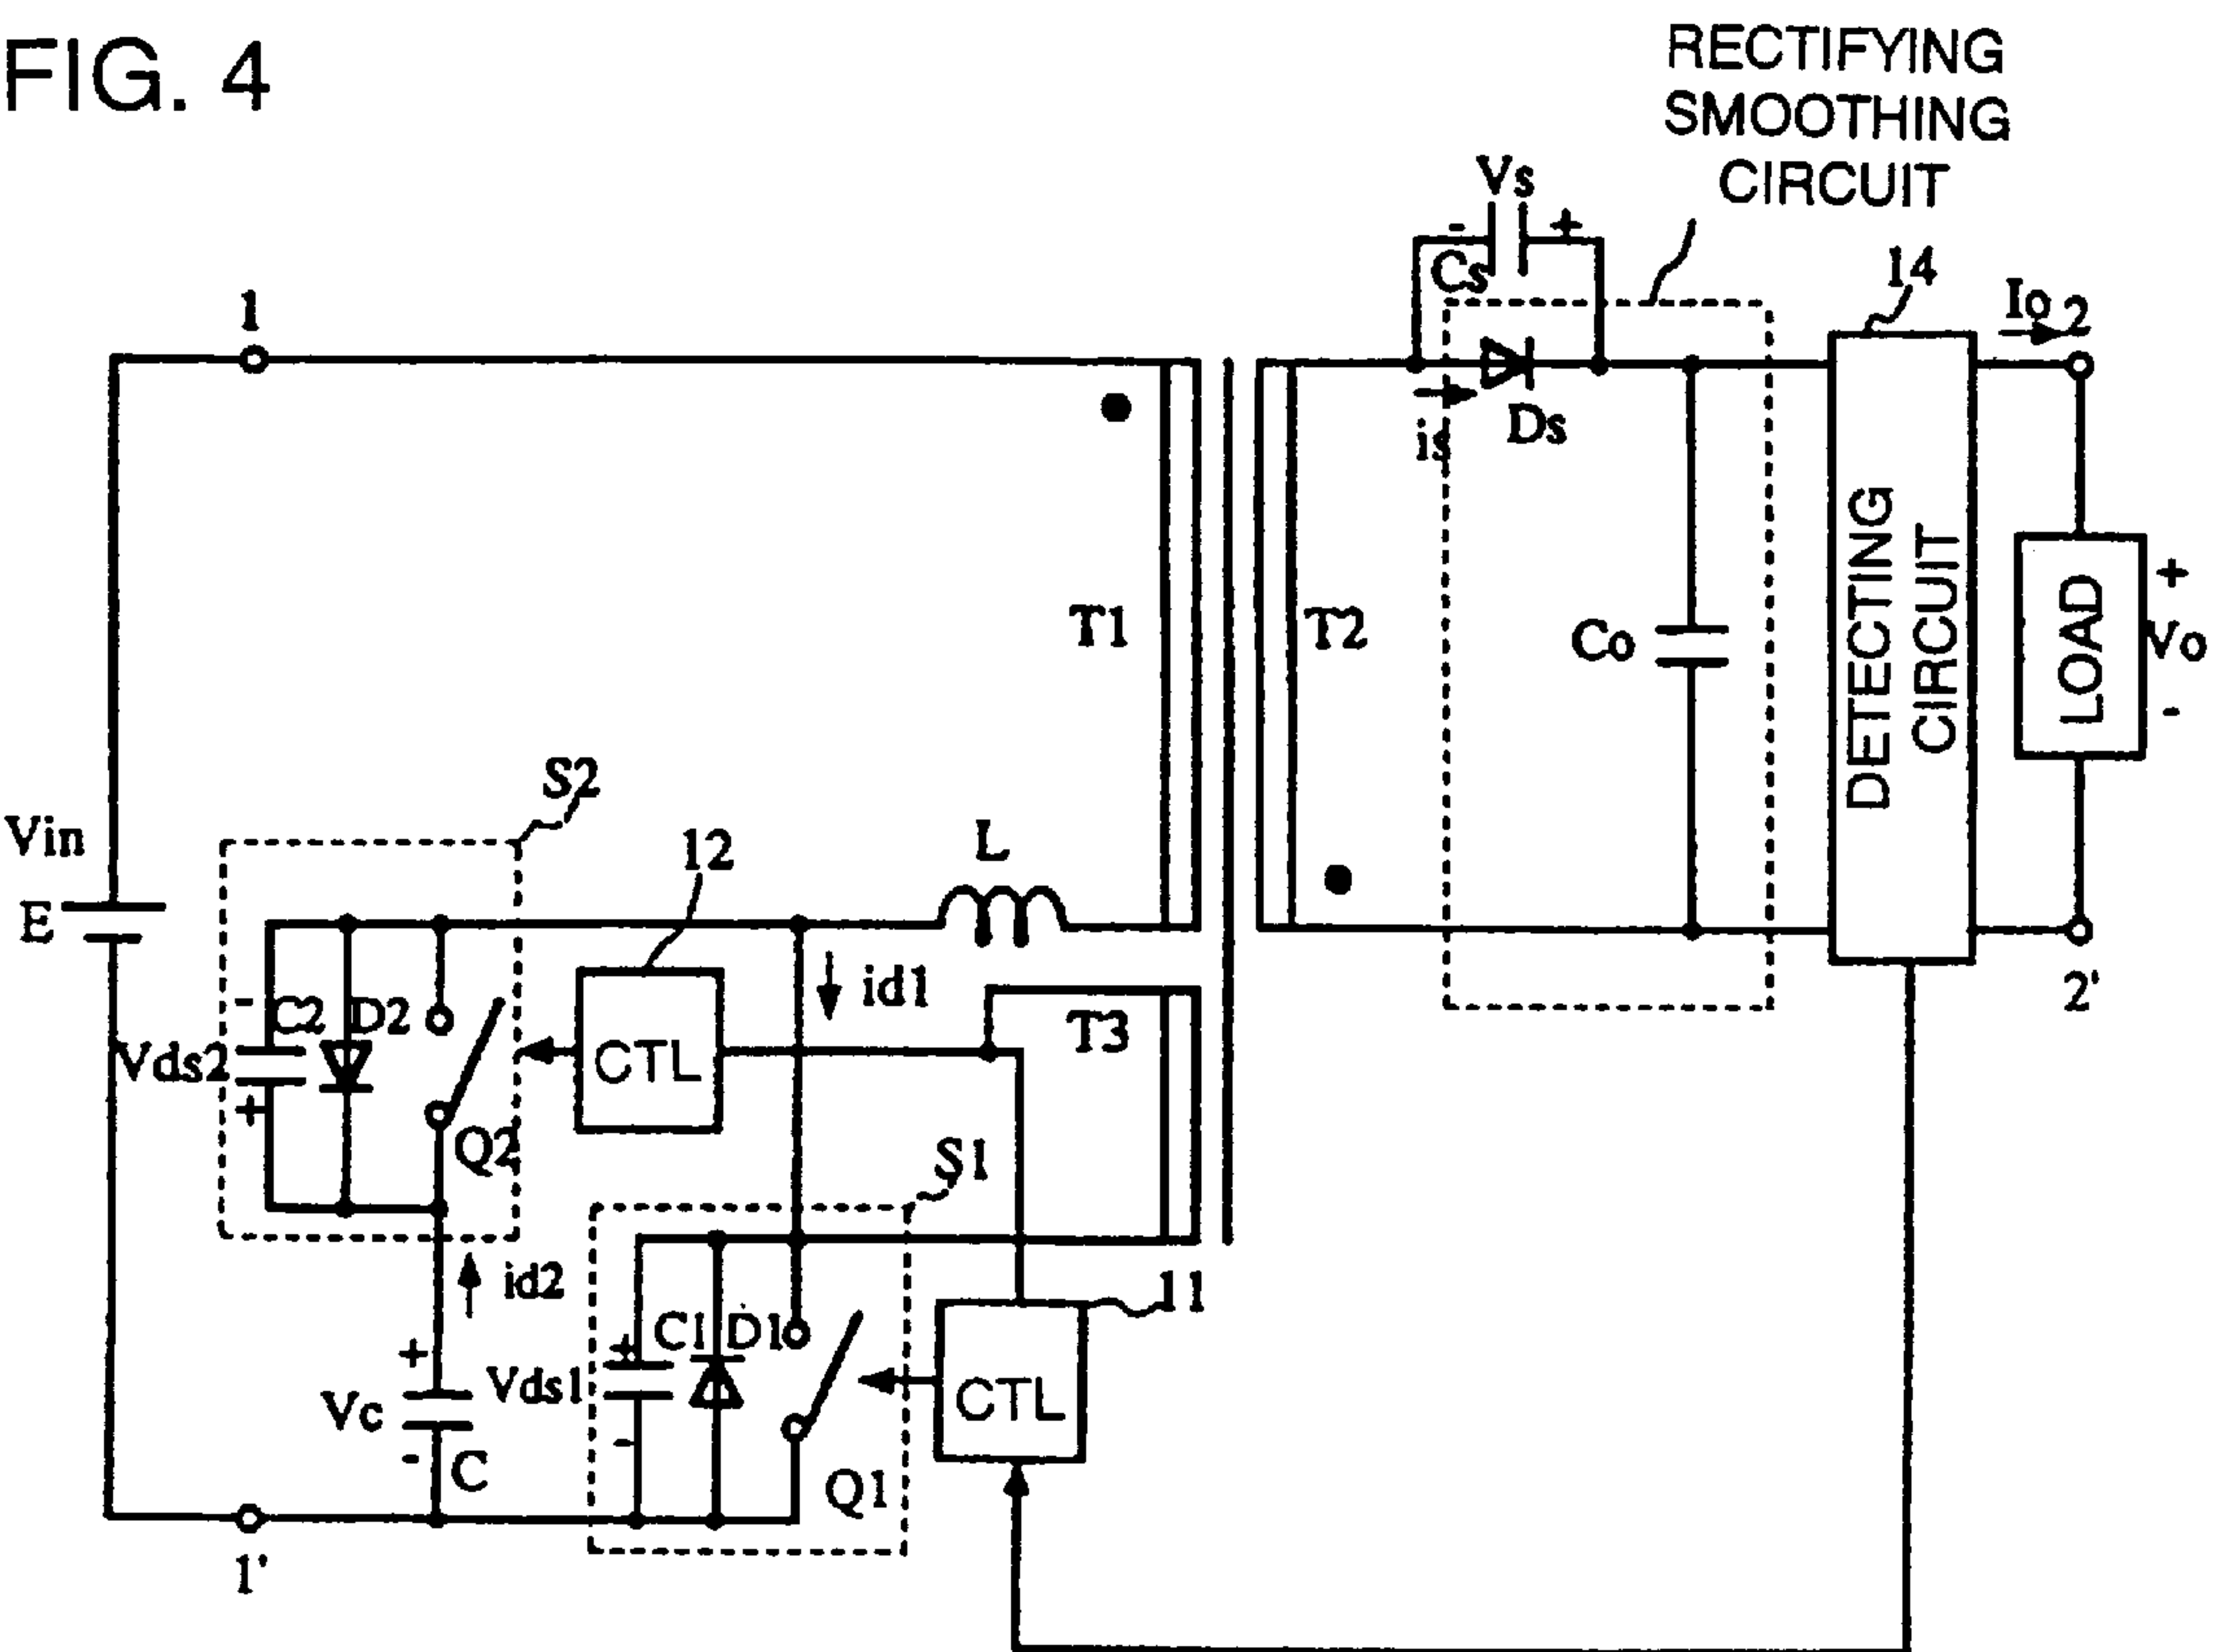 FIG. 4
RECTIFYING
SMOOTHING
CIRCUIT
Vs
- +
Cs
14
Io
2
1
is
Ds
T1
T2
Co
DETECTING
CIRCUIT
LOAD
+
Vo
-
S2
Vin
12
L
E
- C2 D2
id1
T3
2'
Vds2
CTL
+
Q2
S1
id2
11
+
C1 D1
+
Vds1
Vc
CTL
-
- C
Q1
1'